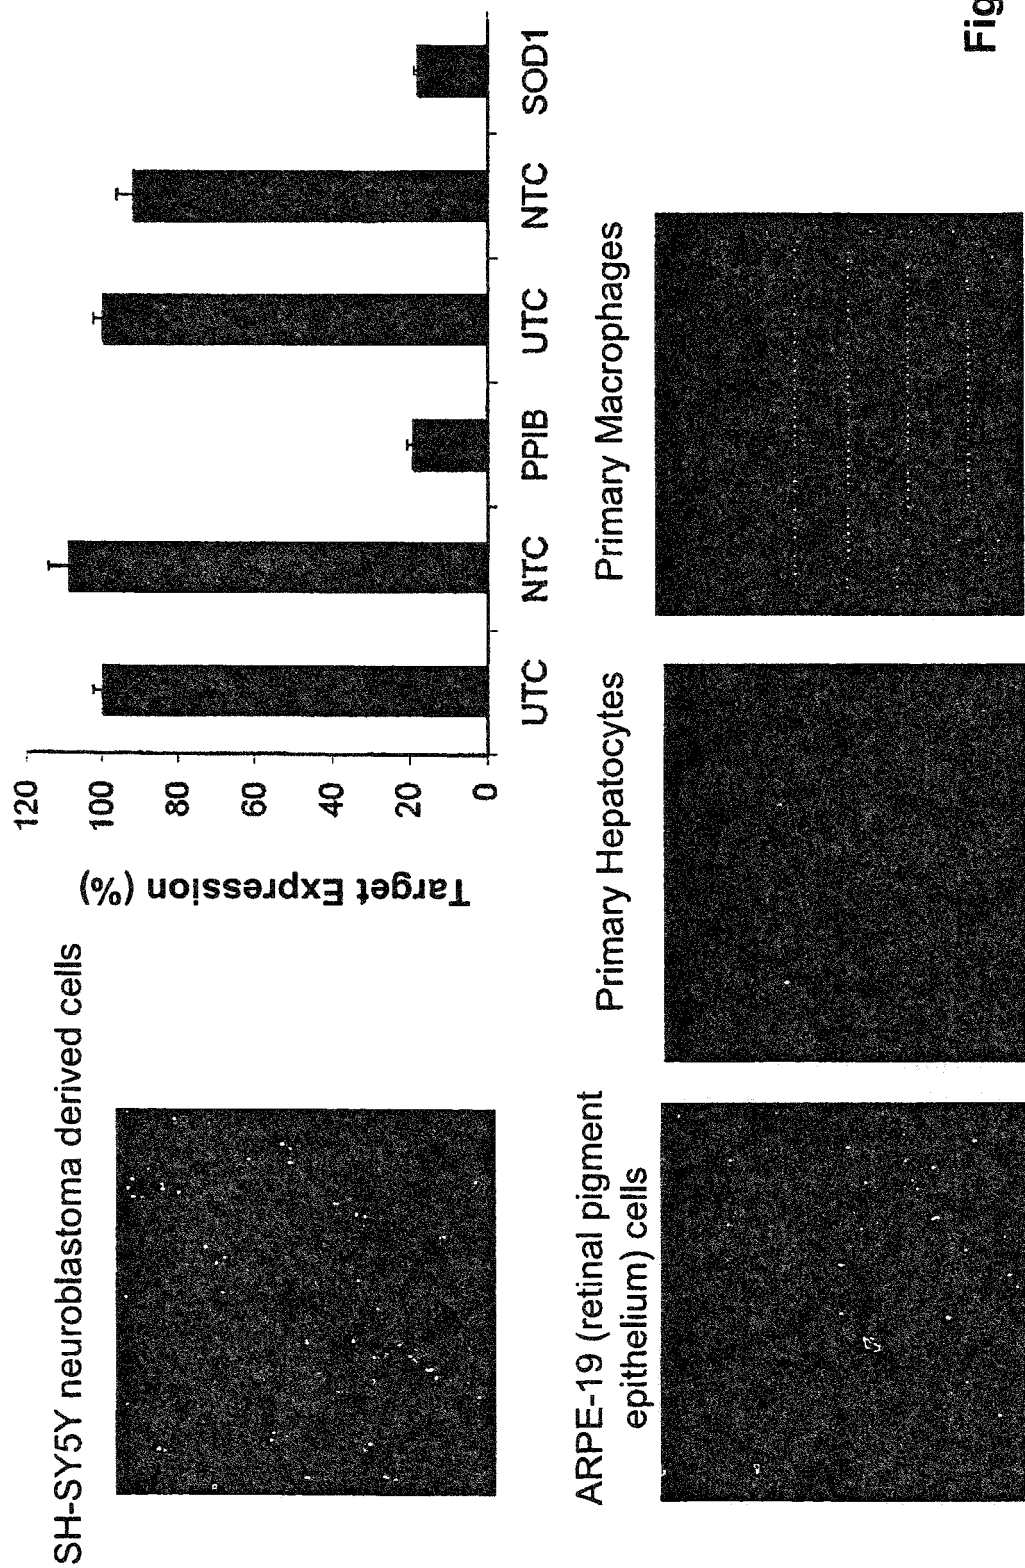 SH-SY5Y neuroblastoma derived cells
Target Expression (%)
120
100
80
60
40
20
0
UTC
NTC
PPIB
UTC
NTC
SOD1
ARPE-19 (retinal pigment
epithelium) cells
Primary Hepatocytes
Primary Macrophages
Fig